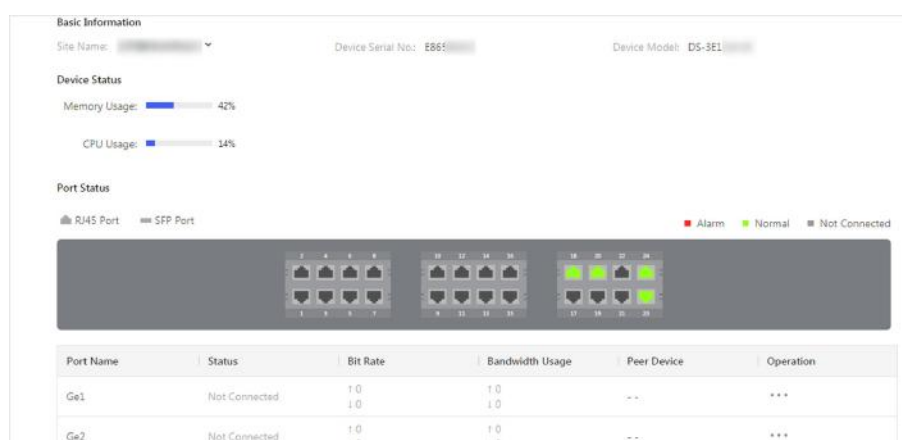 Basic Information
Site Name: Device Serial No.: E865 Device Model: DS-3E1
Device Status
Memory Usage: 42%
CPU Usage: 14%
Port Status
RJ45 Port SFP Port Alarm Normal Not Connected
2 4 6 8 10 12 14 16 18 20 22 24
1 3 5 7 9 11 13 15 17 19 21 23
Port Name Status Bit Rate Bandwidth Usage Peer Device Operation
Ge1 Not Connected ↑ 0 ↑ 0 - - ···
↓ 0 ↓ 0
Ge2 Not Connected ↑ 0 ↑ 0 - - ···